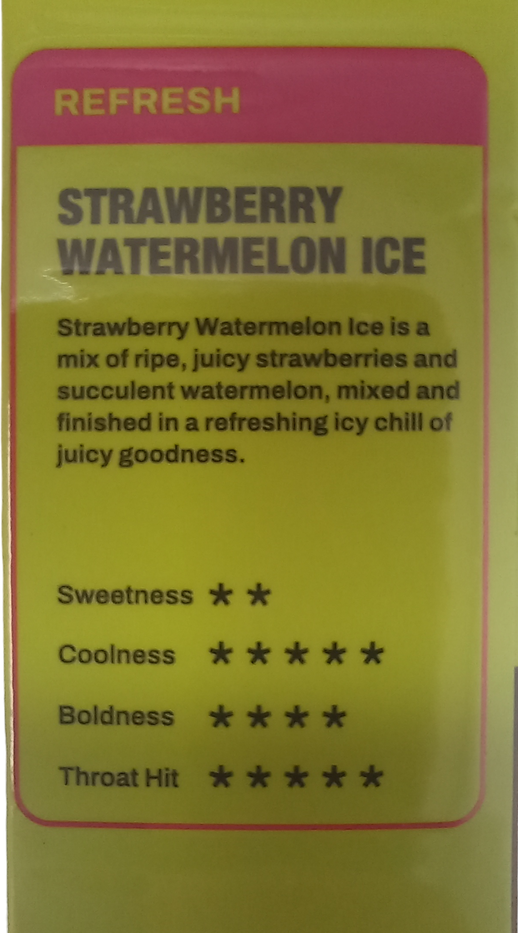 REFRESH
STRAWBERRY
WATERMELON ICE
Strawberry Watermelon Ice is a
mix of ripe, juicy strawberries and
succulent watermelon, mixed and
finished in a refreshing icy chill of
juicy goodness.
Sweetness * *
Coolness * * * * *
Boldness * * * *
Throat Hit * * * * *